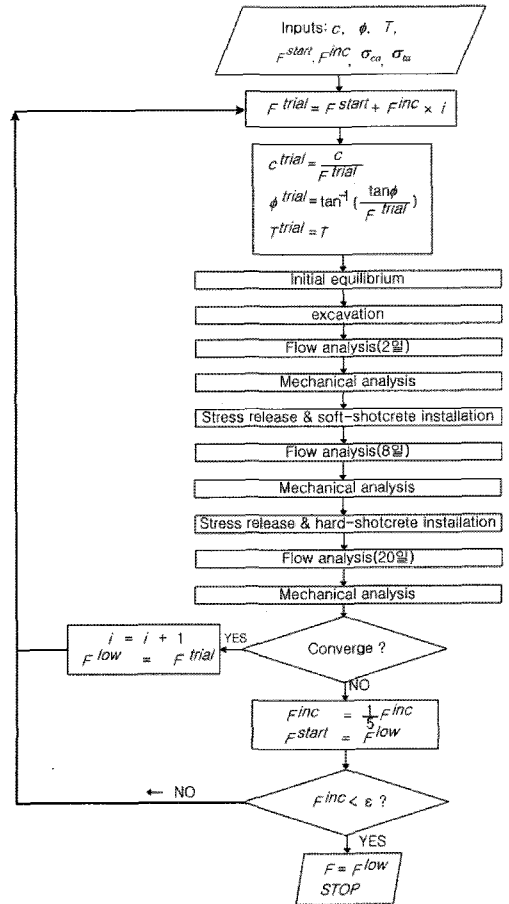 Inputs: c, ϕ, T,
F^start, F^inc, σ_ca, σ_ta
F^trial = F^start + F^inc × i
c^trial = c / F^trial
ϕ^trial = tan^-1 ( tanϕ / F^trial )
T^trial = T
Initial equilibrium
excavation
Flow analysis(2일)
Mechanical analysis
Stress release & soft-shotcrete installation
Flow analysis(8일)
Mechanical analysis
Stress release & hard-shotcrete installation
Flow analysis(20일)
Mechanical analysis
Converge ?
YES
i = i + 1
F^low = F^trial
NO
F^inc = 1/5 F^inc
F^start = F^low
F^inc < ε ?
← NO
YES
F = F^low
STOP